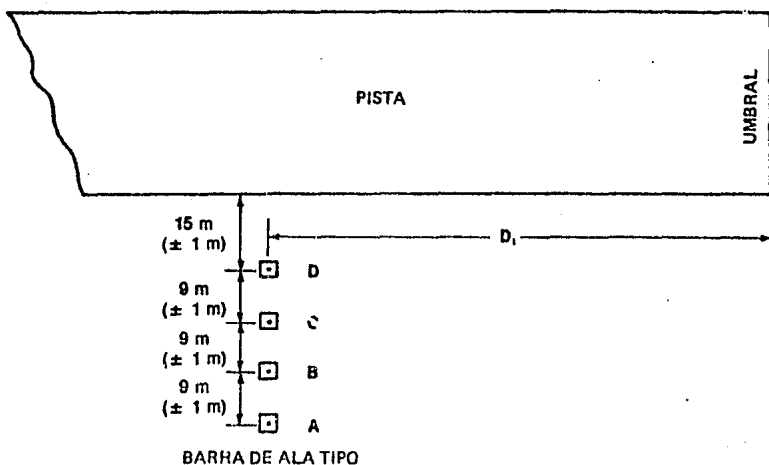 PISTA
UMBRAL
15 m
(± 1 m)
D₁
D
9 m
(± 1 m)
C
9 m
(± 1 m)
B
9 m
(± 1 m)
A
BARRA DE ALA TIPO